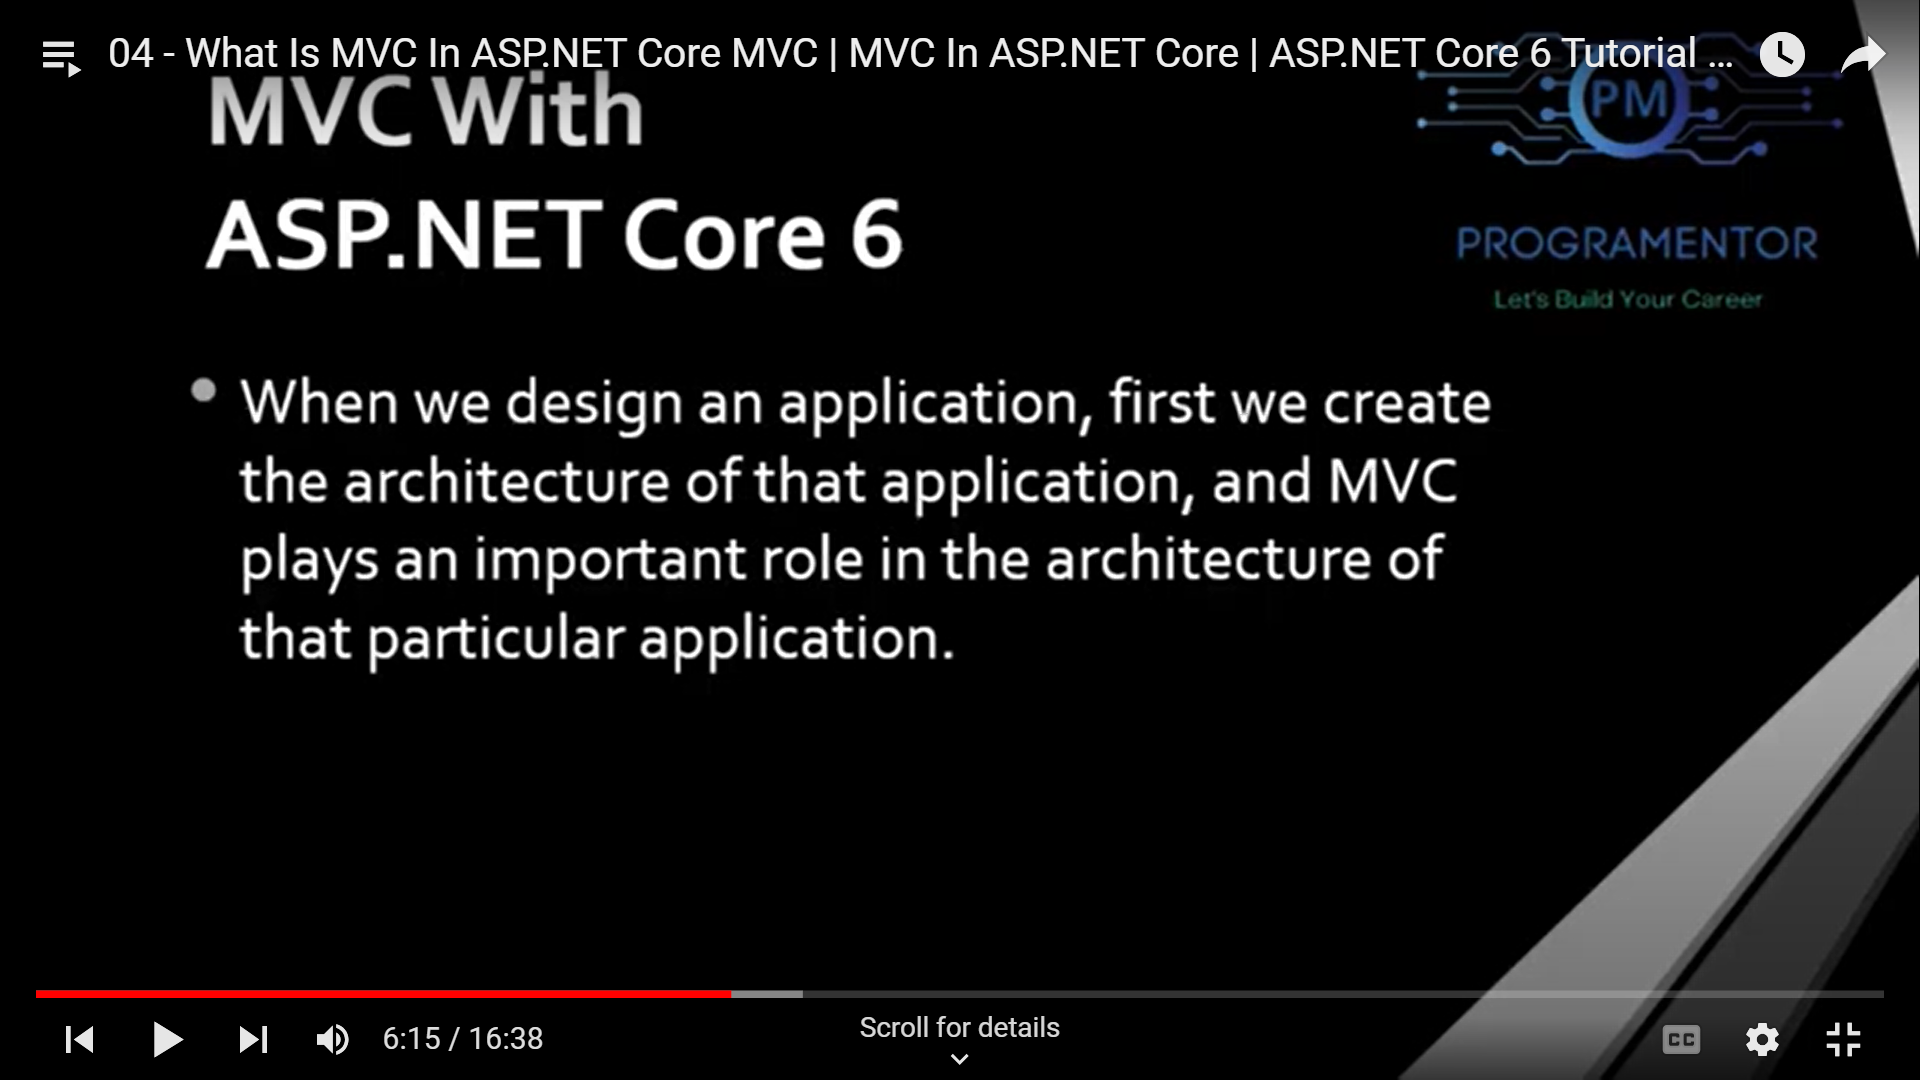 04 - What Is MVC In ASP.NET Core MVC | MVC In ASP.NET Core | ASP.NET Core 6 Tutorial ...
MVC With
ASP.NET Core 6
PM
PROGRAMENTOR
Let's Build Your Career
When we design an application, first we create
the architecture of that application, and MVC
plays an important role in the architecture of
that particular application.
6:15 / 16:38
Scroll for details
CC